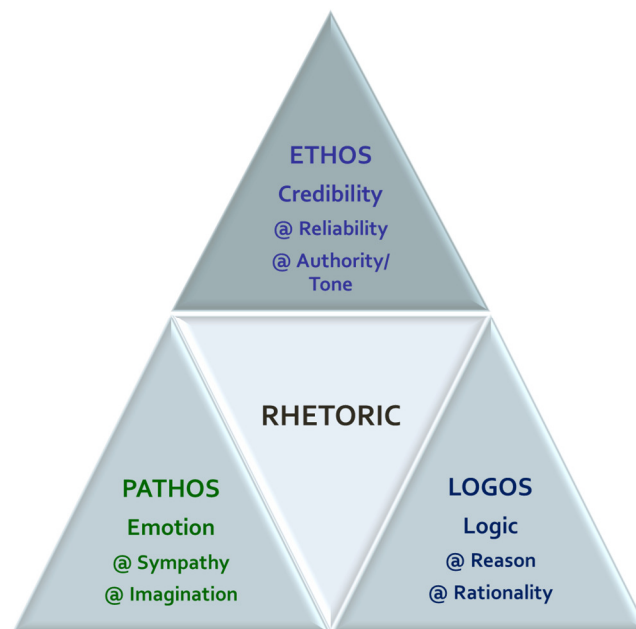 ETHOS
Credibility
@ Reliability
@ Authority/
Tone
RHETORIC
PATHOS
Emotion
@ Sympathy
@ Imagination
LOGOS
Logic
@ Reason
@ Rationality